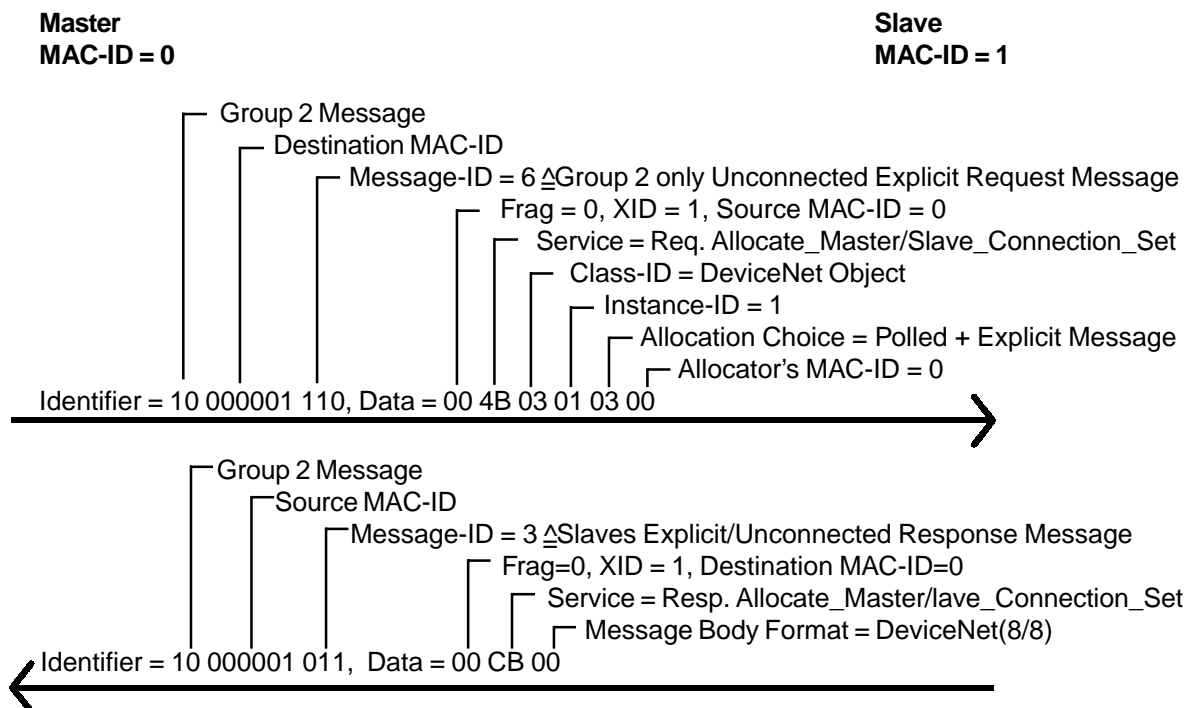 Master
MAC-ID = 0
Slave
MAC-ID = 1
Group 2 Message
Destination MAC-ID
Message-ID = 6 ≙Group 2 only Unconnected Explicit Request Message
Frag = 0, XID = 1, Source MAC-ID = 0
Service = Req. Allocate_Master/Slave_Connection_Set
Class-ID = DeviceNet Object
Instance-ID = 1
Allocation Choice = Polled + Explicit Message
Allocator's MAC-ID = 0
Identifier = 10 000001 110, Data = 00 4B 03 01 03 00
Group 2 Message
Source MAC-ID
Message-ID = 3 ≙Slaves Explicit/Unconnected Response Message
Frag=0, XID = 1, Destination MAC-ID=0
Service = Resp. Allocate_Master/lave_Connection_Set
Message Body Format = DeviceNet(8/8)
Identifier = 10 000001 011, Data = 00 CB 00